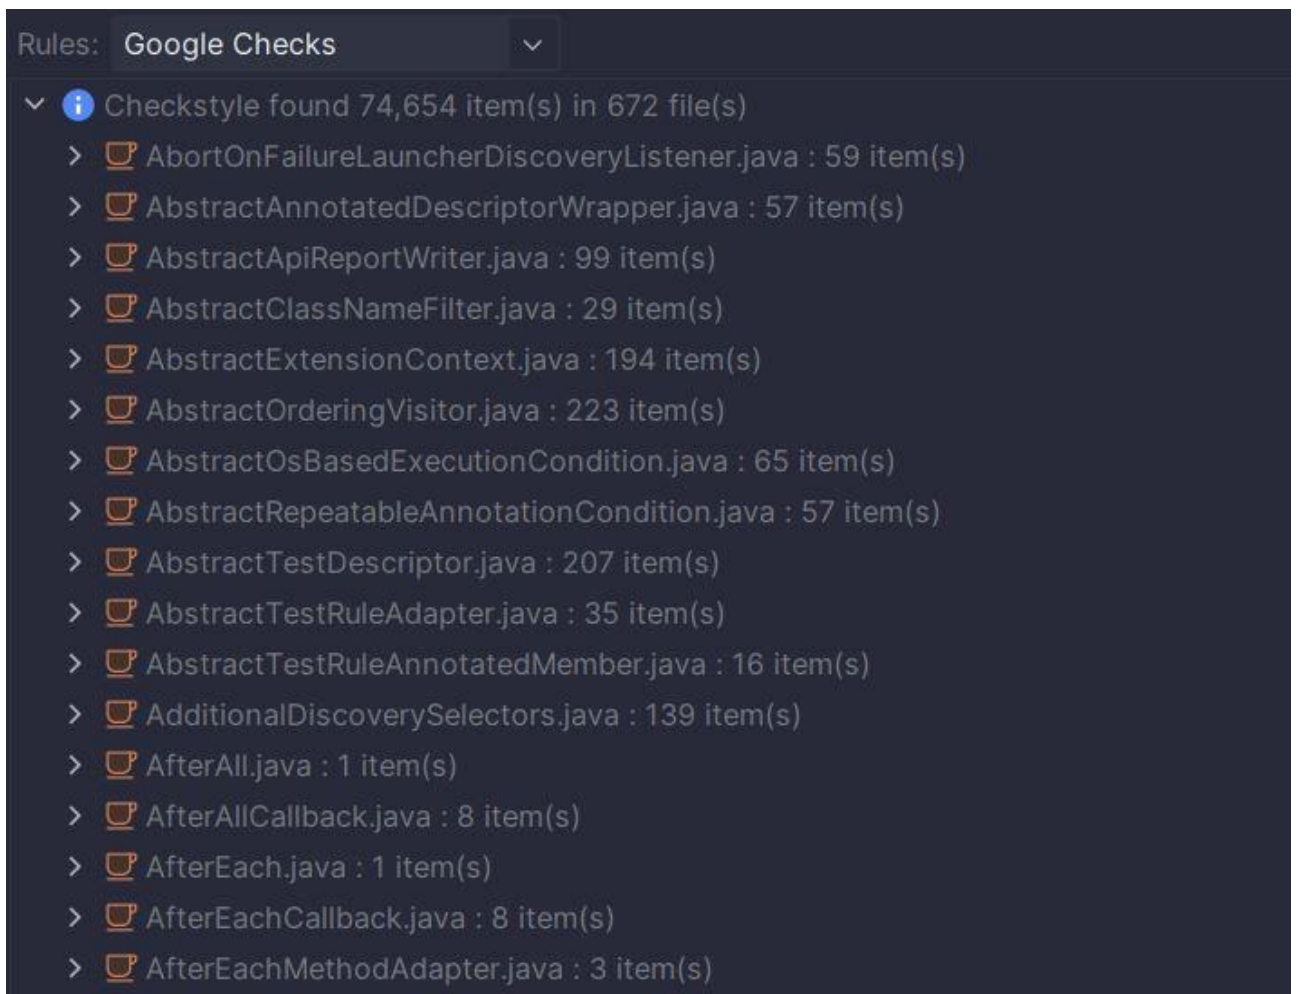 Rules: Google Checks
Checkstyle found 74,654 item(s) in 672 file(s)
AbortOnFailureLauncherDiscoveryListener.java : 59 item(s)
AbstractAnnotatedDescriptorWrapper.java : 57 item(s)
AbstractApiReportWriter.java : 99 item(s)
AbstractClassNameFilter.java : 29 item(s)
AbstractExtensionContext.java : 194 item(s)
AbstractOrderingVisitor.java : 223 item(s)
AbstractOsBasedExecutionCondition.java : 65 item(s)
AbstractRepeatableAnnotationCondition.java : 57 item(s)
AbstractTestDescriptor.java : 207 item(s)
AbstractTestRuleAdapter.java : 35 item(s)
AbstractTestRuleAnnotatedMember.java : 16 item(s)
AdditionalDiscoverySelectors.java : 139 item(s)
AfterAll.java : 1 item(s)
AfterAllCallback.java : 8 item(s)
AfterEach.java : 1 item(s)
AfterEachCallback.java : 8 item(s)
AfterEachMethodAdapter.java : 3 item(s)